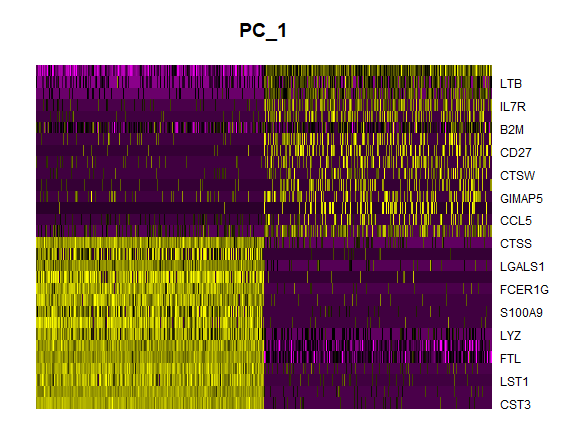 PC_1
LTB
IL7R
B2M
CD27
CTSW
GIMAP5
CCL5
CTSS
LGALS1
FCER1G
S100A9
LYZ
FTL
LST1
CST3